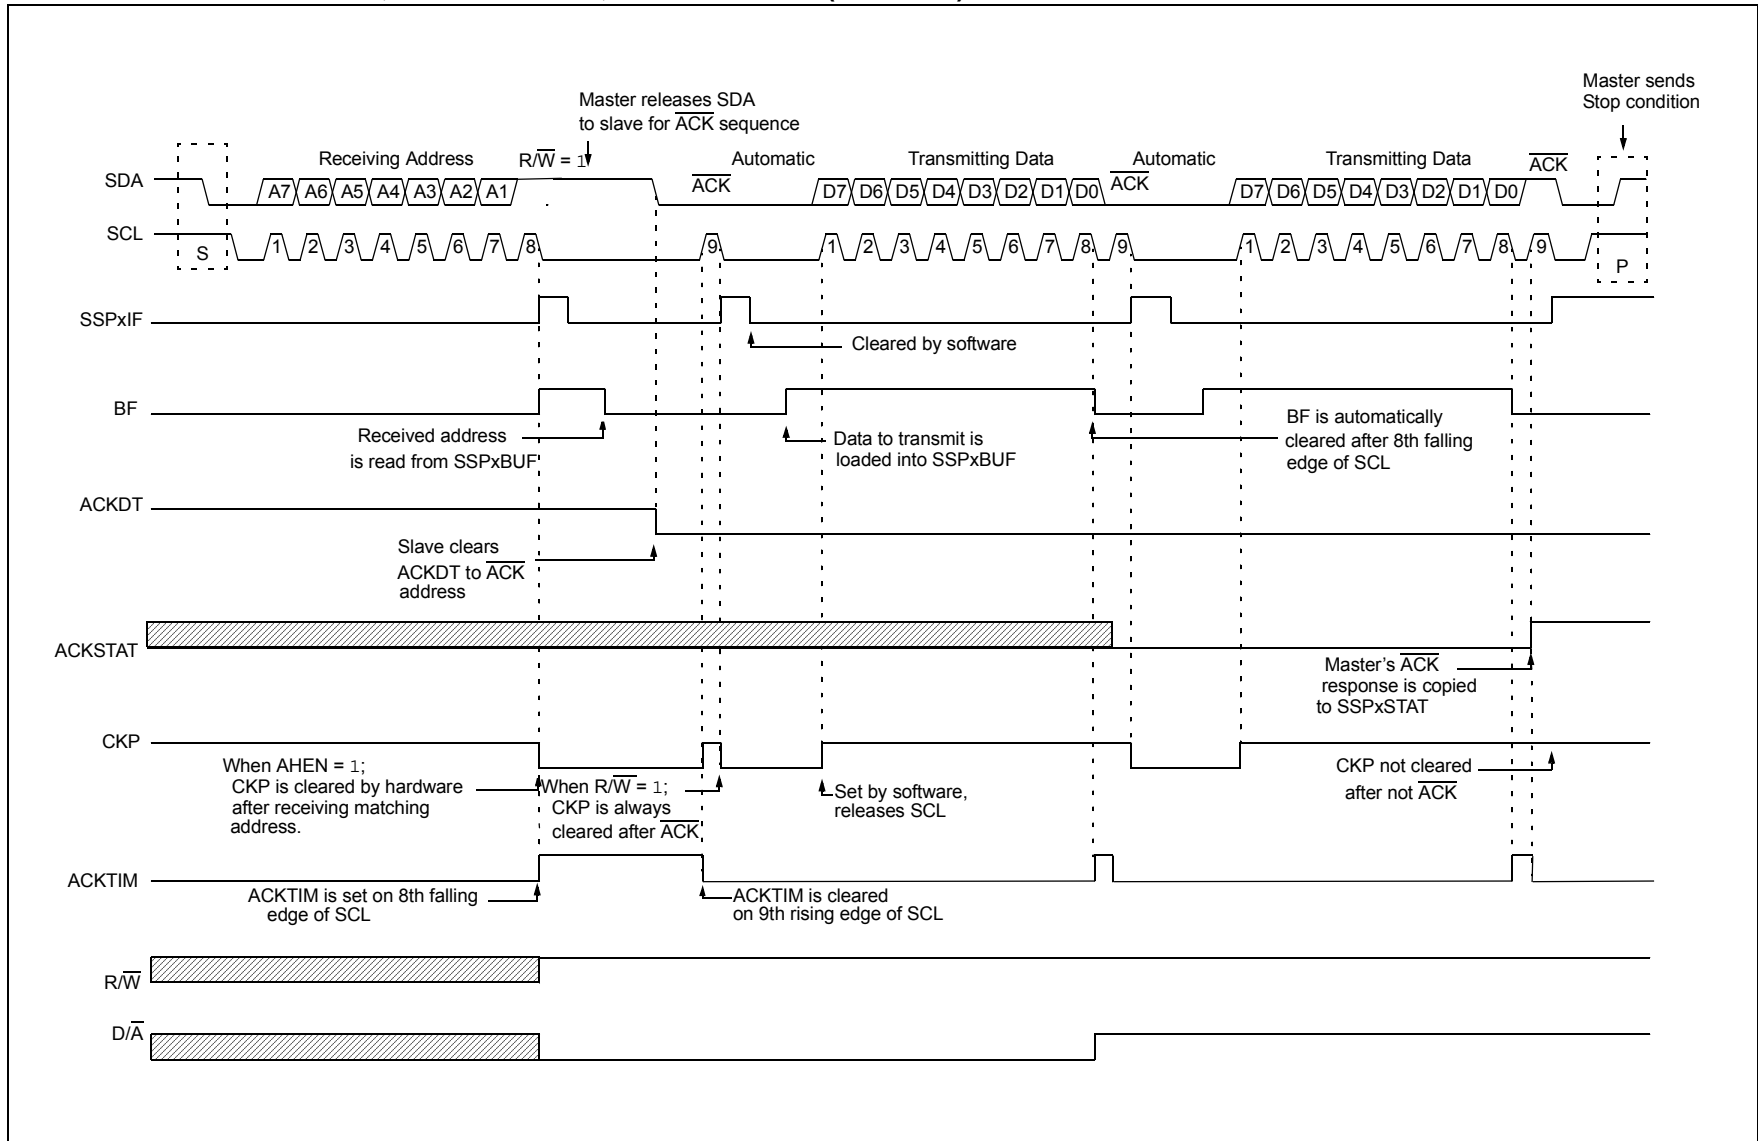 Master sends
Stop condition
Master releases SDA
to slave for ACK sequence
Receiving Address
R/W = 1
Automatic
Transmitting Data
Automatic
Transmitting Data
ACK
SDA
A7 A6 A5 A4 A3 A2 A1
ACK
D7 D6 D5 D4 D3 D2 D1 D0
ACK
D7 D6 D5 D4 D3 D2 D1 D0
SCL
S
1 2 3 4 5 6 7 8
9
1 2 3 4 5 6 7 8 9
1 2 3 4 5 6 7 8 9
P
SSPxIF
Cleared by software
BF
Received address
is read from SSPxBUF
Data to transmit is
loaded into SSPxBUF
BF is automatically
cleared after 8th falling
edge of SCL
ACKDT
Slave clears
ACKDT to ACK
address
ACKSTAT
Master's ACK
response is copied
to SSPxSTAT
CKP
When AHEN = 1;
CKP is cleared by hardware
after receiving matching
address.
When R/W = 1;
CKP is always
cleared after ACK
Set by software,
releases SCL
CKP not cleared
after not ACK
ACKTIM
ACKTIM is set on 8th falling
edge of SCL
ACKTIM is cleared
on 9th rising edge of SCL
R/W
D/A